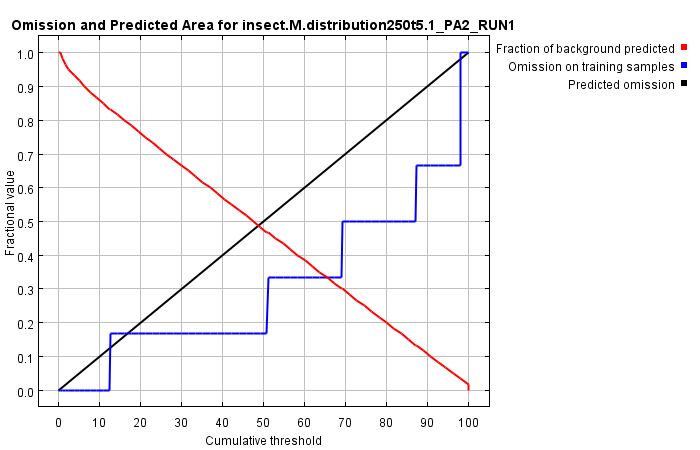 Omission and Predicted Area for insect.M.distribution250t5.1_PA2_RUN1
Fraction of background predicted
Omission on training samples
Predicted omission
Fractional value
1.0
0.9
0.8
0.7
0.6
0.5
0.4
0.3
0.2
0.1
0.0
0 10 20 30 40 50 60 70 80 90 100
Cumulative threshold